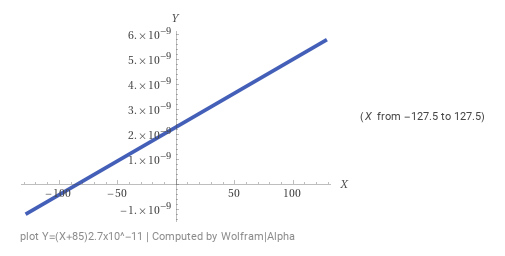 Y
6.×10⁻⁹
5.×10⁻⁹
4.×10⁻⁹
3.×10⁻⁹
2.×10⁻⁹
1.×10⁻⁹
−100 −50 50 100 X
−1.×10⁻⁹
(X from −127.5 to 127.5)
plot Y=(X+85)2.7x10^−11 | Computed by Wolfram|Alpha